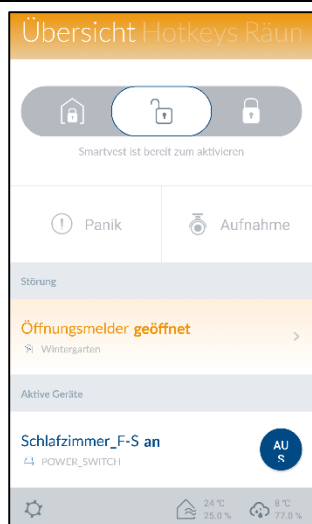 Übersicht Hotkeys Räun
Smartvest ist bereit zum aktivieren
Panik
Aufnahme
Störung
Öffnungsmelder geöffnet
Wintergarten
Aktive Geräte
Schlafzimmer_F-S an
AU
S
POWER_SWITCH
24 °C
25.0 %
8 °C
77.0 %